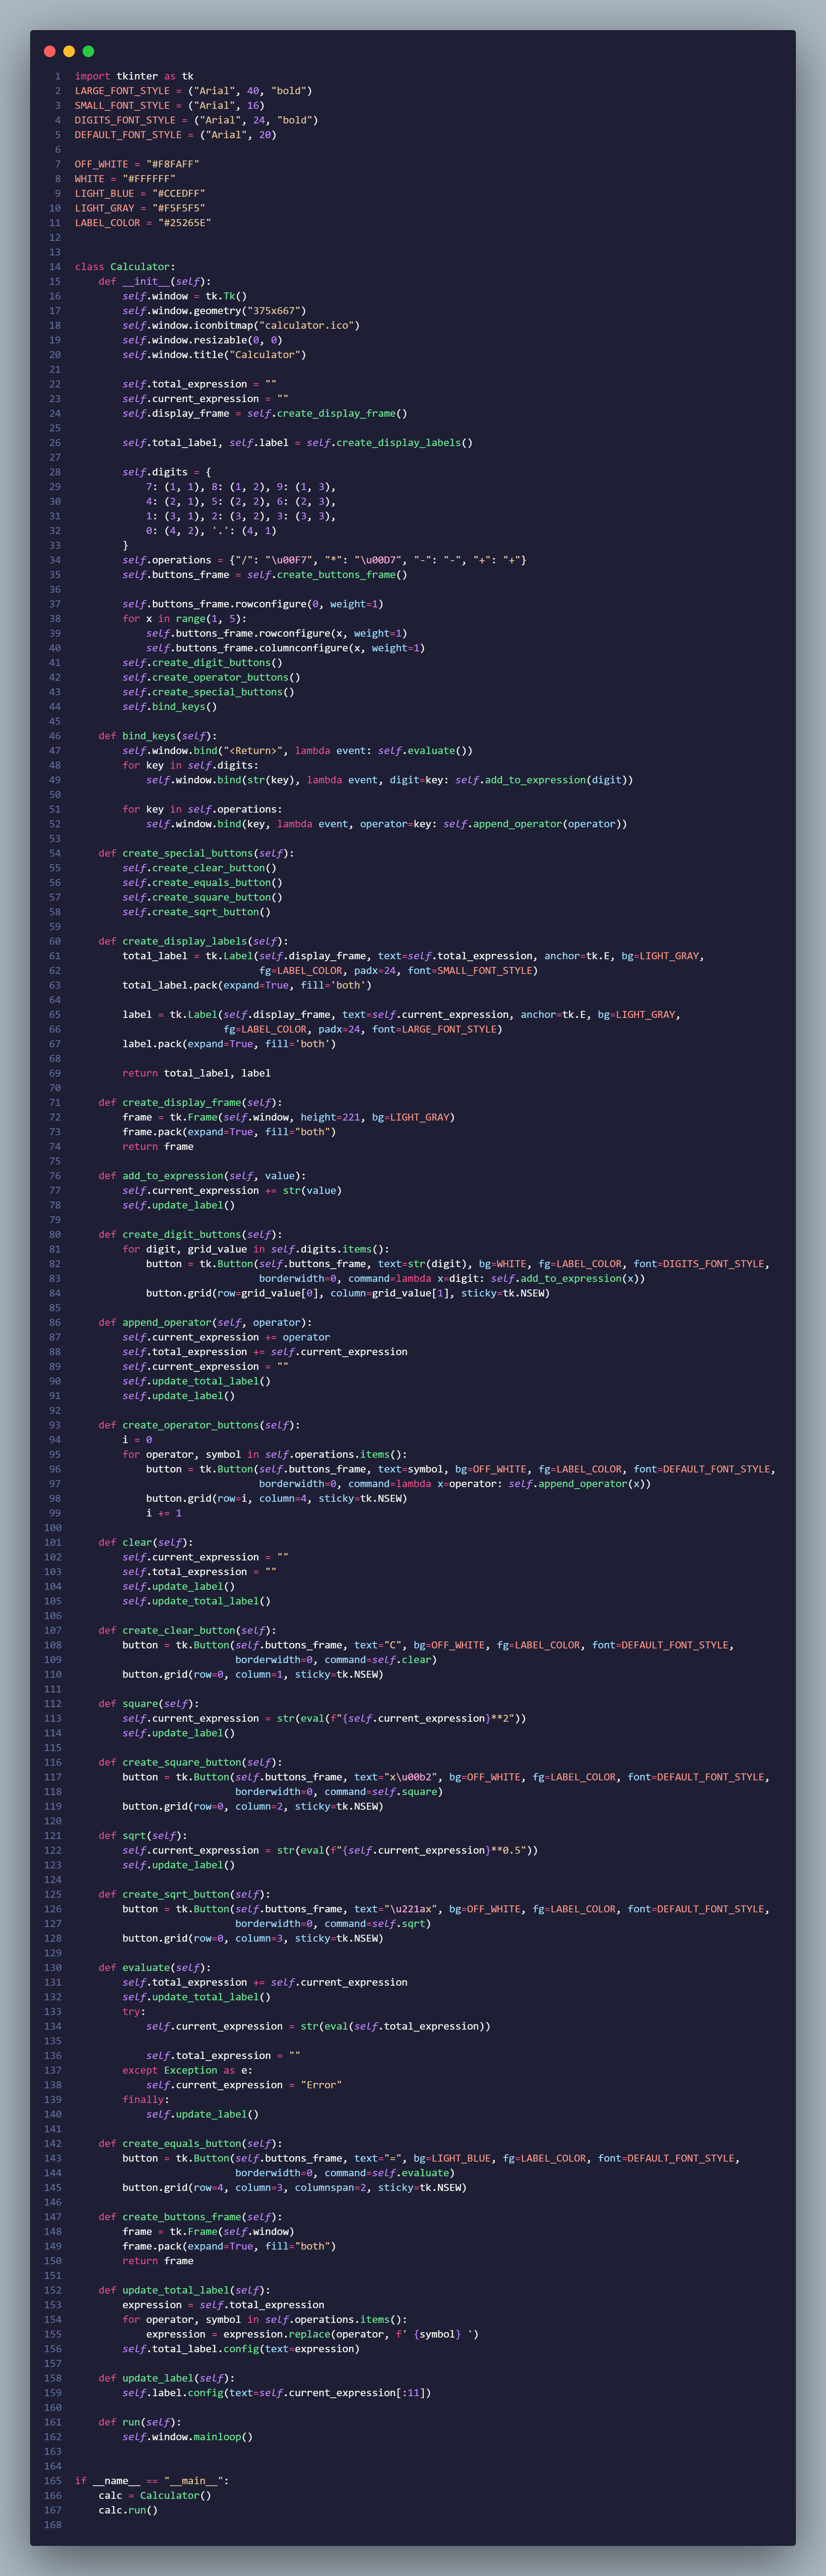 1 import tkinter as tk
2 LARGE_FONT_STYLE = ("Arial", 40, "bold")
3 SMALL_FONT_STYLE = ("Arial", 16)
4 DIGITS_FONT_STYLE = ("Arial", 24, "bold")
5 DEFAULT_FONT_STYLE = ("Arial", 20)
6
7 OFF_WHITE = "#F8FAFF"
8 WHITE = "#FFFFFF"
9 LIGHT_BLUE = "#CCEDFF"
10 LIGHT_GRAY = "#F5F5F5"
11 LABEL_COLOR = "#25265E"
12
13
14 class Calculator:
15     def __init__(self):
16         self.window = tk.Tk()
17         self.window.geometry("375x667")
18         self.window.iconbitmap("calculator.ico")
19         self.window.resizable(0, 0)
20         self.window.title("Calculator")
21
22         self.total_expression = ""
23         self.current_expression = ""
24         self.display_frame = self.create_display_frame()
25
26         self.total_label, self.label = self.create_display_labels()
27
28         self.digits = {
29             7: (1, 1), 8: (1, 2), 9: (1, 3),
30             4: (2, 1), 5: (2, 2), 6: (2, 3),
31             1: (3, 1), 2: (3, 2), 3: (3, 3),
32             0: (4, 2), '.': (4, 1)
33         }
34         self.operations = {"/": "\u00F7", "*": "\u00D7", "-": "-", "+": "+"}
35         self.buttons_frame = self.create_buttons_frame()
36
37         self.buttons_frame.rowconfigure(0, weight=1)
38         for x in range(1, 5):
39             self.buttons_frame.rowconfigure(x, weight=1)
40             self.buttons_frame.columnconfigure(x, weight=1)
41         self.create_digit_buttons()
42         self.create_operator_buttons()
43         self.create_special_buttons()
44         self.bind_keys()
45
46     def bind_keys(self):
47         self.window.bind("<Return>", lambda event: self.evaluate())
48         for key in self.digits:
49             self.window.bind(str(key), lambda event, digit=key: self.add_to_expression(digit))
50
51         for key in self.operations:
52             self.window.bind(key, lambda event, operator=key: self.append_operator(operator))
53
54     def create_special_buttons(self):
55         self.create_clear_button()
56         self.create_equals_button()
57         self.create_square_button()
58         self.create_sqrt_button()
59
60     def create_display_labels(self):
61         total_label = tk.Label(self.display_frame, text=self.total_expression, anchor=tk.E, bg=LIGHT_GRAY,
62                                fg=LABEL_COLOR, padx=24, font=SMALL_FONT_STYLE)
63         total_label.pack(expand=True, fill='both')
64
65         label = tk.Label(self.display_frame, text=self.current_expression, anchor=tk.E, bg=LIGHT_GRAY,
66                          fg=LABEL_COLOR, padx=24, font=LARGE_FONT_STYLE)
67         label.pack(expand=True, fill='both')
68
69         return total_label, label
70
71     def create_display_frame(self):
72         frame = tk.Frame(self.window, height=221, bg=LIGHT_GRAY)
73         frame.pack(expand=True, fill="both")
74         return frame
75
76     def add_to_expression(self, value):
77         self.current_expression += str(value)
78         self.update_label()
79
80     def create_digit_buttons(self):
81         for digit, grid_value in self.digits.items():
82             button = tk.Button(self.buttons_frame, text=str(digit), bg=WHITE, fg=LABEL_COLOR, font=DIGITS_FONT_STYLE,
83                                borderwidth=0, command=lambda x=digit: self.add_to_expression(x))
84             button.grid(row=grid_value[0], column=grid_value[1], sticky=tk.NSEW)
85
86     def append_operator(self, operator):
87         self.current_expression += operator
88         self.total_expression += self.current_expression
89         self.current_expression = ""
90         self.update_total_label()
91         self.update_label()
92
93     def create_operator_buttons(self):
94         i = 0
95         for operator, symbol in self.operations.items():
96             button = tk.Button(self.buttons_frame, text=symbol, bg=OFF_WHITE, fg=LABEL_COLOR, font=DEFAULT_FONT_STYLE,
97                                borderwidth=0, command=lambda x=operator: self.append_operator(x))
98             button.grid(row=i, column=4, sticky=tk.NSEW)
99             i += 1
100
101     def clear(self):
102         self.current_expression = ""
103         self.total_expression = ""
104         self.update_label()
105         self.update_total_label()
106
107     def create_clear_button(self):
108         button = tk.Button(self.buttons_frame, text="C", bg=OFF_WHITE, fg=LABEL_COLOR, font=DEFAULT_FONT_STYLE,
109                            borderwidth=0, command=self.clear)
110         button.grid(row=0, column=1, sticky=tk.NSEW)
111
112     def square(self):
113         self.current_expression = str(eval(f"{self.current_expression}**2"))
114         self.update_label()
115
116     def create_square_button(self):
117         button = tk.Button(self.buttons_frame, text="x\u00b2", bg=OFF_WHITE, fg=LABEL_COLOR, font=DEFAULT_FONT_STYLE,
118                            borderwidth=0, command=self.square)
119         button.grid(row=0, column=2, sticky=tk.NSEW)
120
121     def sqrt(self):
122         self.current_expression = str(eval(f"{self.current_expression}**0.5"))
123         self.update_label()
124
125     def create_sqrt_button(self):
126         button = tk.Button(self.buttons_frame, text="\u221ax", bg=OFF_WHITE, fg=LABEL_COLOR, font=DEFAULT_FONT_STYLE,
127                            borderwidth=0, command=self.sqrt)
128         button.grid(row=0, column=3, sticky=tk.NSEW)
129
130     def evaluate(self):
131         self.total_expression += self.current_expression
132         self.update_total_label()
133         try:
134             self.current_expression = str(eval(self.total_expression))
135
136             self.total_expression = ""
137         except Exception as e:
138             self.current_expression = "Error"
139         finally:
140             self.update_label()
141
142     def create_equals_button(self):
143         button = tk.Button(self.buttons_frame, text="=", bg=LIGHT_BLUE, fg=LABEL_COLOR, font=DEFAULT_FONT_STYLE,
144                            borderwidth=0, command=self.evaluate)
145         button.grid(row=4, column=3, columnspan=2, sticky=tk.NSEW)
146
147     def create_buttons_frame(self):
148         frame = tk.Frame(self.window)
149         frame.pack(expand=True, fill="both")
150         return frame
151
152     def update_total_label(self):
153         expression = self.total_expression
154         for operator, symbol in self.operations.items():
155             expression = expression.replace(operator, f' {symbol} ')
156         self.total_label.config(text=expression)
157
158     def update_label(self):
159         self.label.config(text=self.current_expression[:11])
160
161     def run(self):
162         self.window.mainloop()
163
164
165 if __name__ == "__main__":
166     calc = Calculator()
167     calc.run()
168